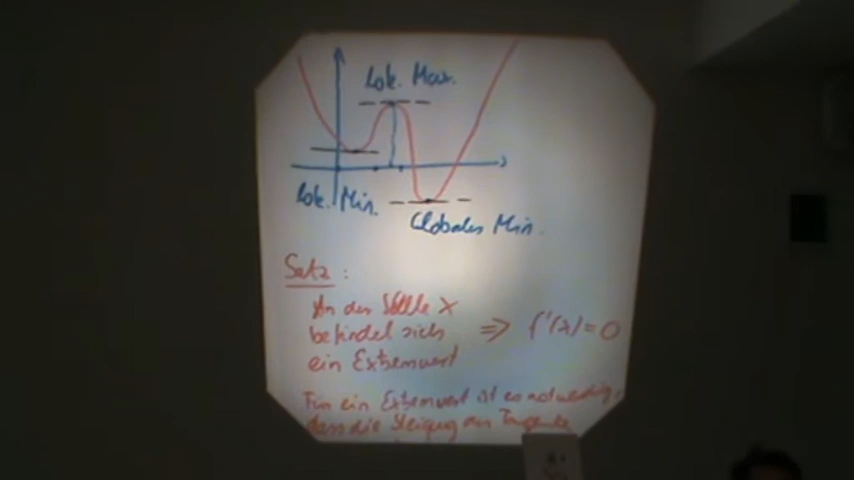 Lok. Max.
Lok. Min.
Globales Min.
Satz:
An der Stelle x
befindet sich
ein Extremwert
=> f'(x) = 0
Für ein Extremwert ist es notwendig,
dass die Steigung der Tangente